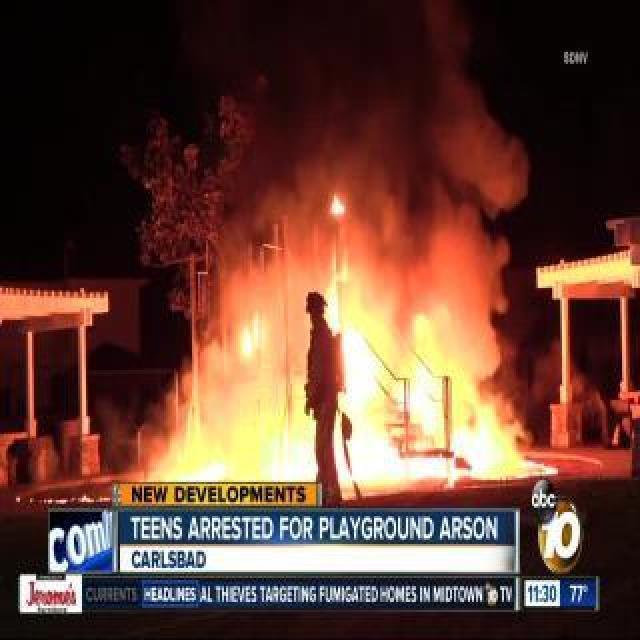 SDNV
NEW DEVELOPMENTS
.COM/
TEENS ARRESTED FOR PLAYGROUND ARSON
CARLSBAD
abc 10
Jerome's CURRENTS HEADLINES AL THIEVES TARGETING FUMIGATED HOMES IN MIDTOWN 10 TV 11:30 77°